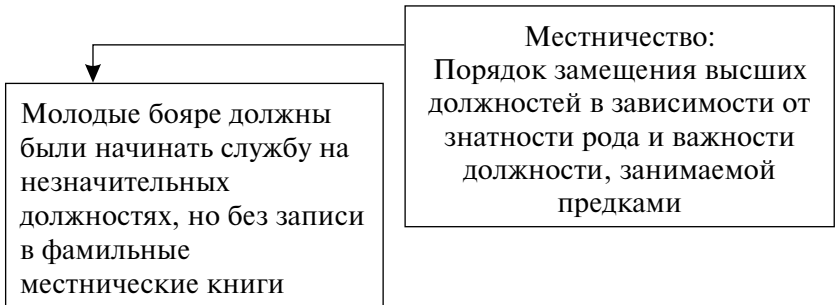 Местничество:
Порядок замещения высших
должностей в зависимости от
знатности рода и важности
должности, занимаемой
предками
Молодые бояре должны
были начинать службу на
незначительных
должностях, но без записи
в фамильные
местнические книги